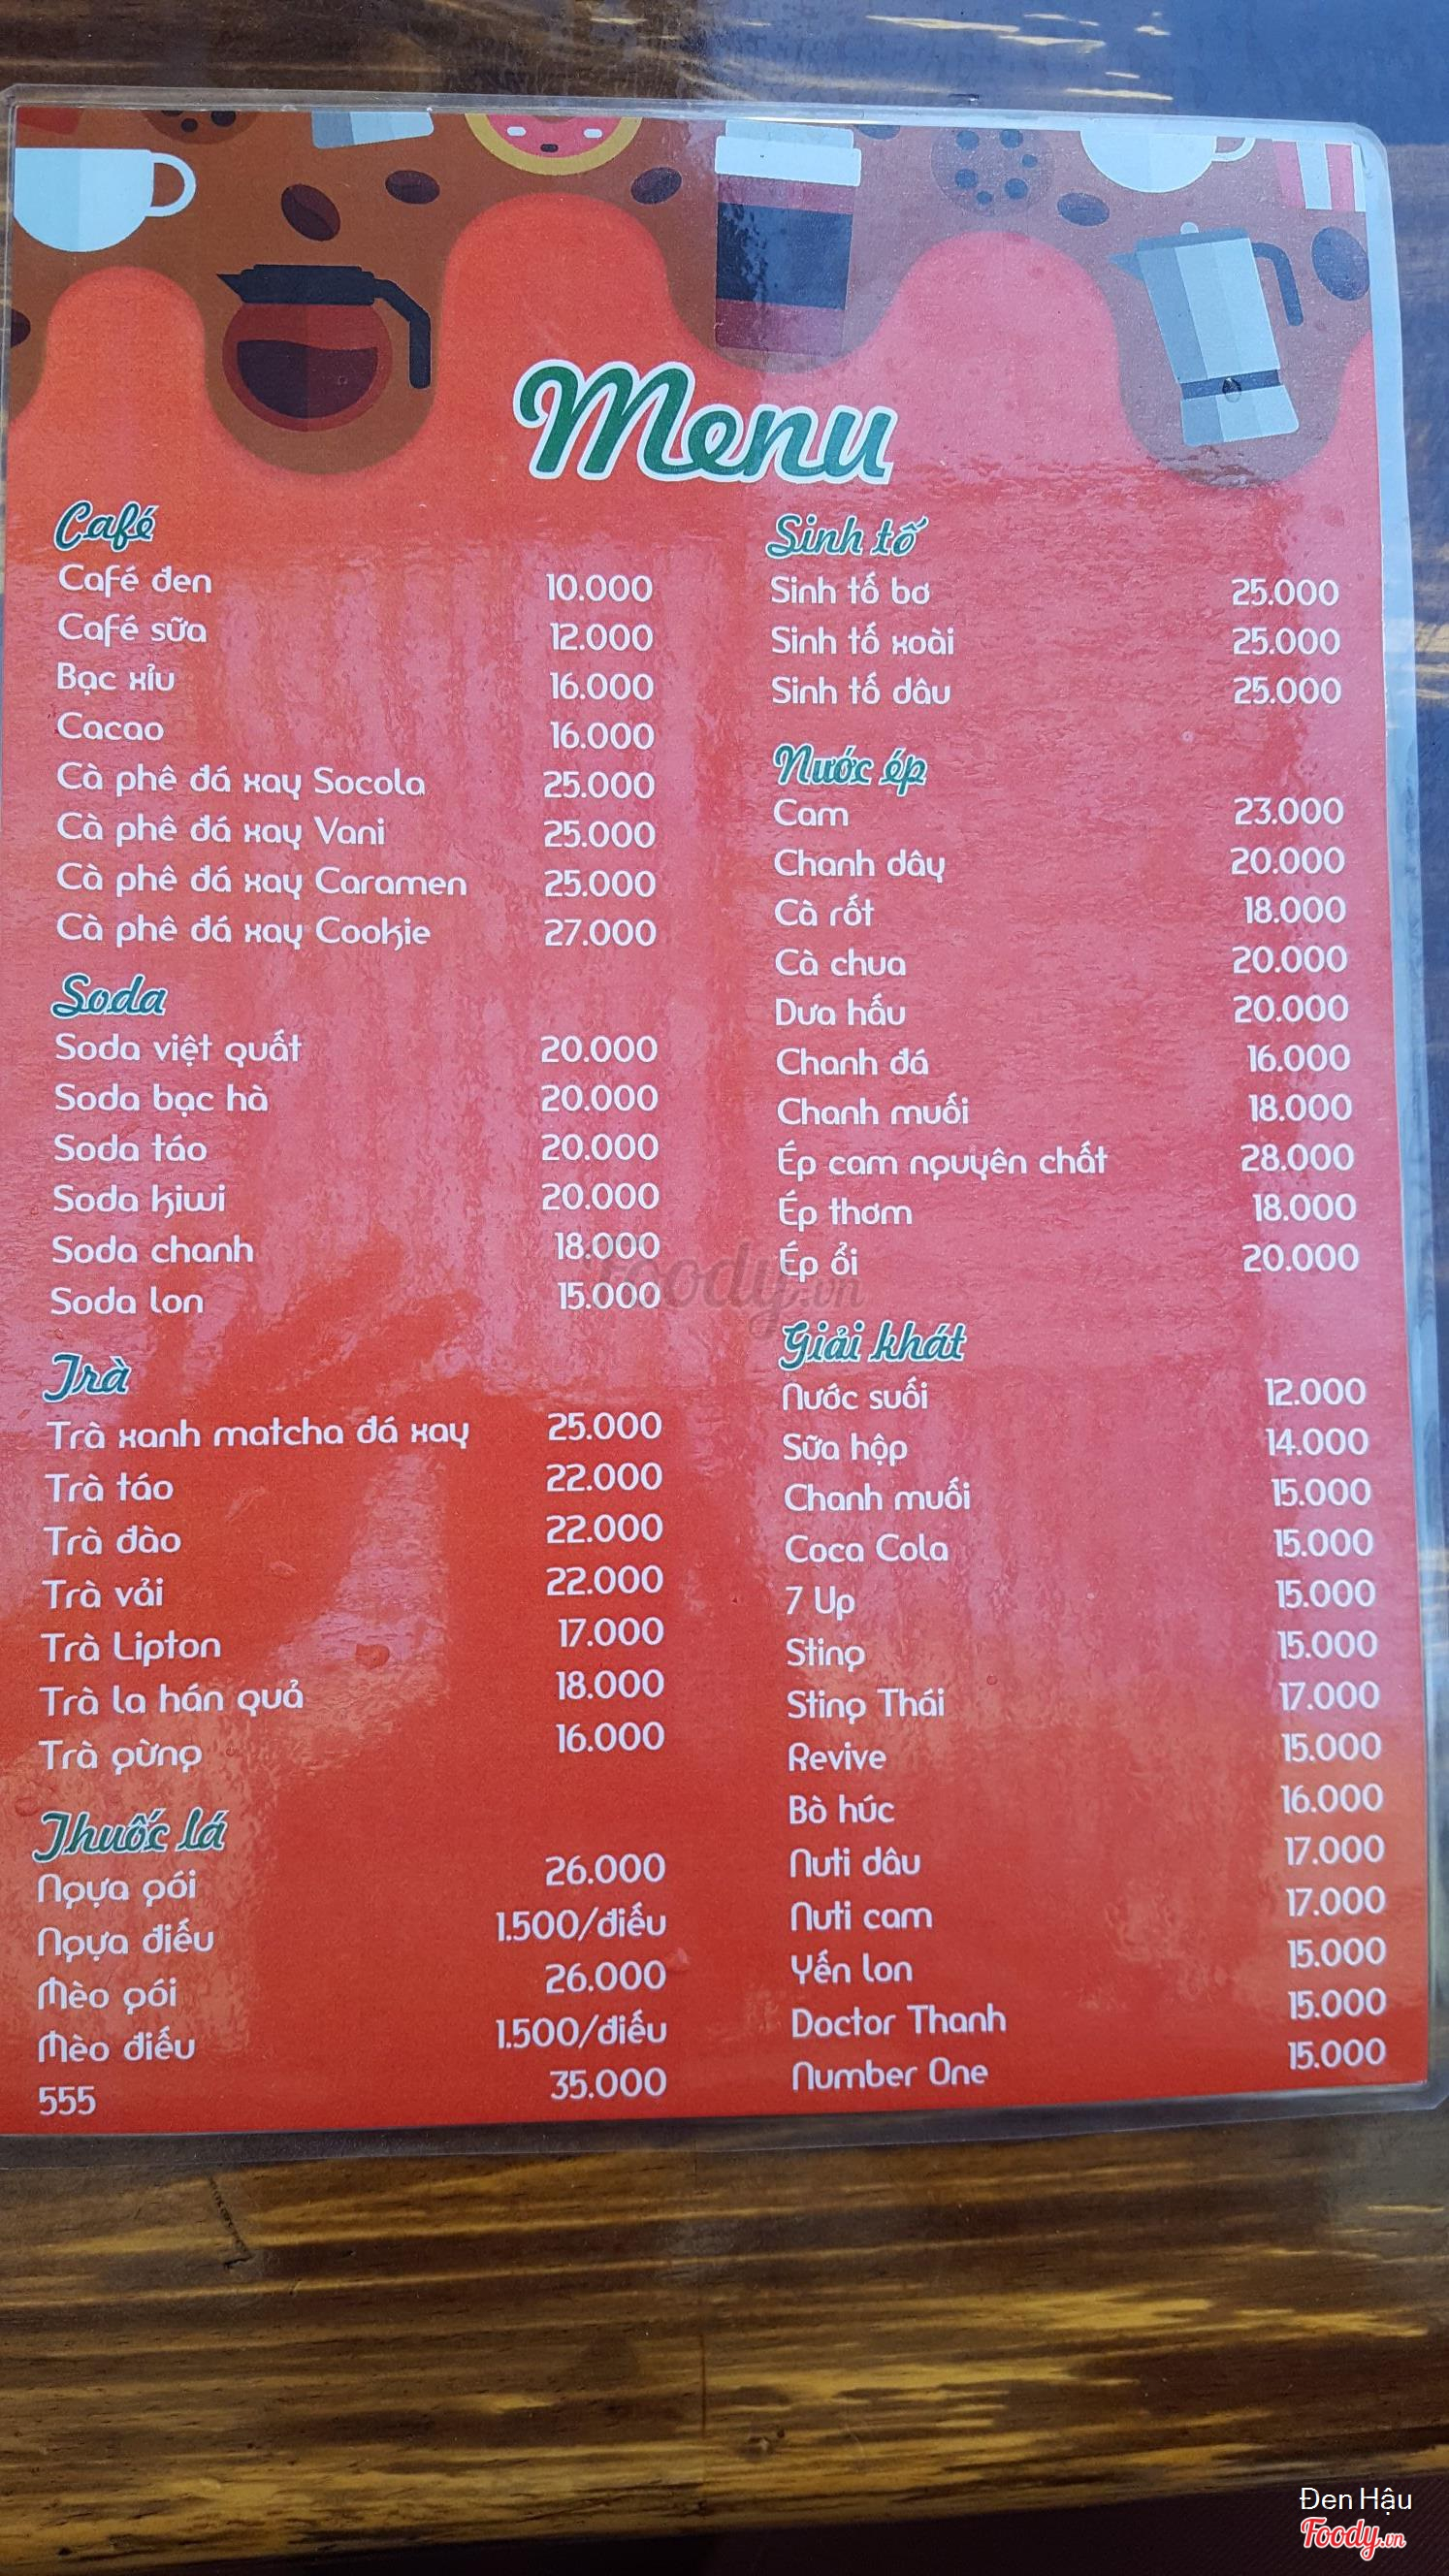 Menu
Café
Café đen 10.000
Café sữa 12.000
Bạc xỉu 16.000
Cacao 16.000
Cà phê đá xay Socola 25.000
Cà phê đá xay Vani 25.000
Cà phê đá xay Caramen 25.000
Cà phê đá xay Cookie 27.000
Soda
Soda việt quất 20.000
Soda bạc hà 20.000
Soda táo 20.000
Soda kiwi 20.000
Soda chanh 18.000
Soda lon 15.000
Trà
Trà xanh matcha đá xay 25.000
Trà táo 22.000
Trà đào 22.000
Trà vải 22.000
Trà Lipton 17.000
Trà la hán quả 18.000
Trà gừng 16.000
Thuốc lá
Ngựa gói 26.000
Ngựa điếu 1.500/điếu
Mèo gói 26.000
Mèo điếu 1.500/điếu
555 35.000
Sinh tố
Sinh tố bơ 25.000
Sinh tố xoài 25.000
Sinh tố dâu 25.000
Nước ép
Cam 23.000
Chanh dây 20.000
Cà rốt 18.000
Cà chua 20.000
Dưa hấu 20.000
Chanh đá 16.000
Chanh muối 18.000
Ép cam nguyên chất 28.000
Ép thơm 18.000
Ép ổi 20.000
Giải khát
Nước suối 12.000
Sữa hộp 14.000
Chanh muối 15.000
Coca Cola 15.000
7 Up 15.000
Sting 15.000
Sting Thái 17.000
Revive 15.000
Bò húc 16.000
Nuti dâu 17.000
Nuti cam 17.000
Yến lon 15.000
Doctor Thanh 15.000
Number One 15.000
Foody.vn
Đen Hậu
Foody.vn